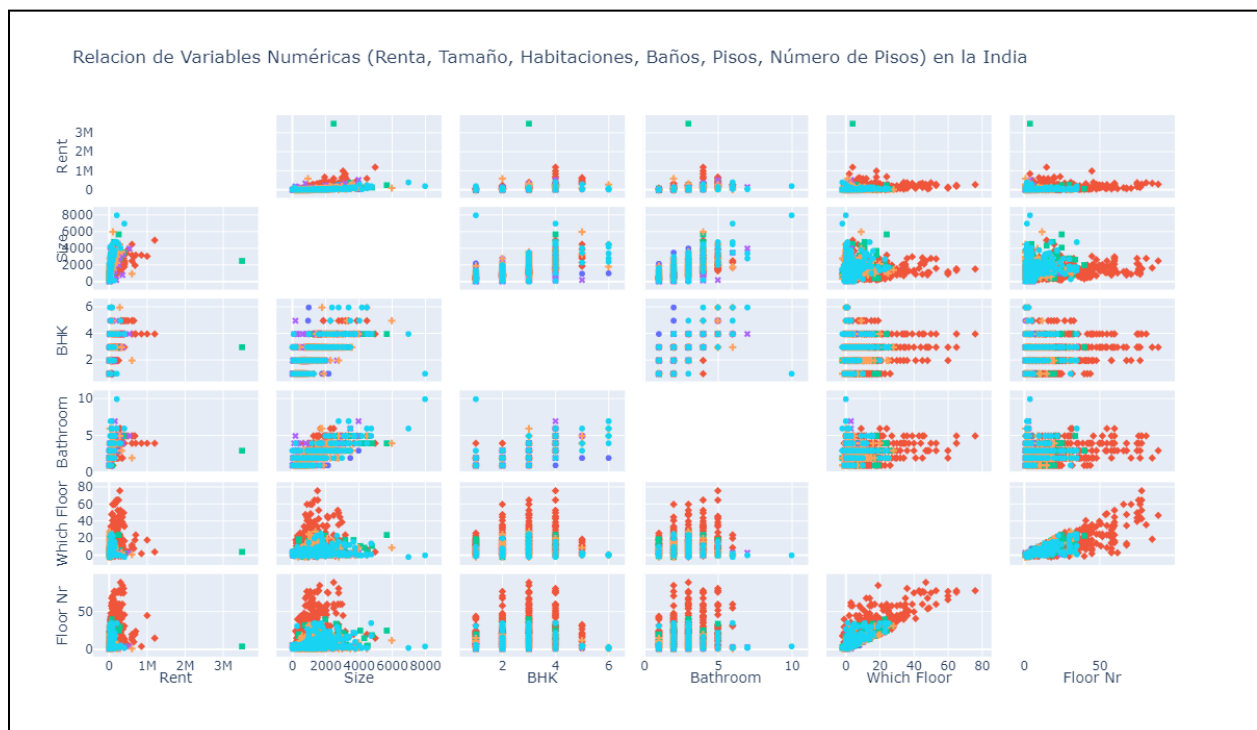 Relacion de Variables Numéricas (Renta, Tamaño, Habitaciones, Baños, Pisos, Número de Pisos) en la India
Rent
3M
2M
1M
0
Size
8000
6000
4000
2000
0
BHK
6
4
2
Bathroom
10
5
0
Which Floor
80
60
40
20
0
Floor Nr
50
0
0 1M 2M 3M
0 2000 4000 6000 8000
2 4 6
0 5 10
0 20 40 60 80
0 50
Rent Size BHK Bathroom Which Floor Floor Nr